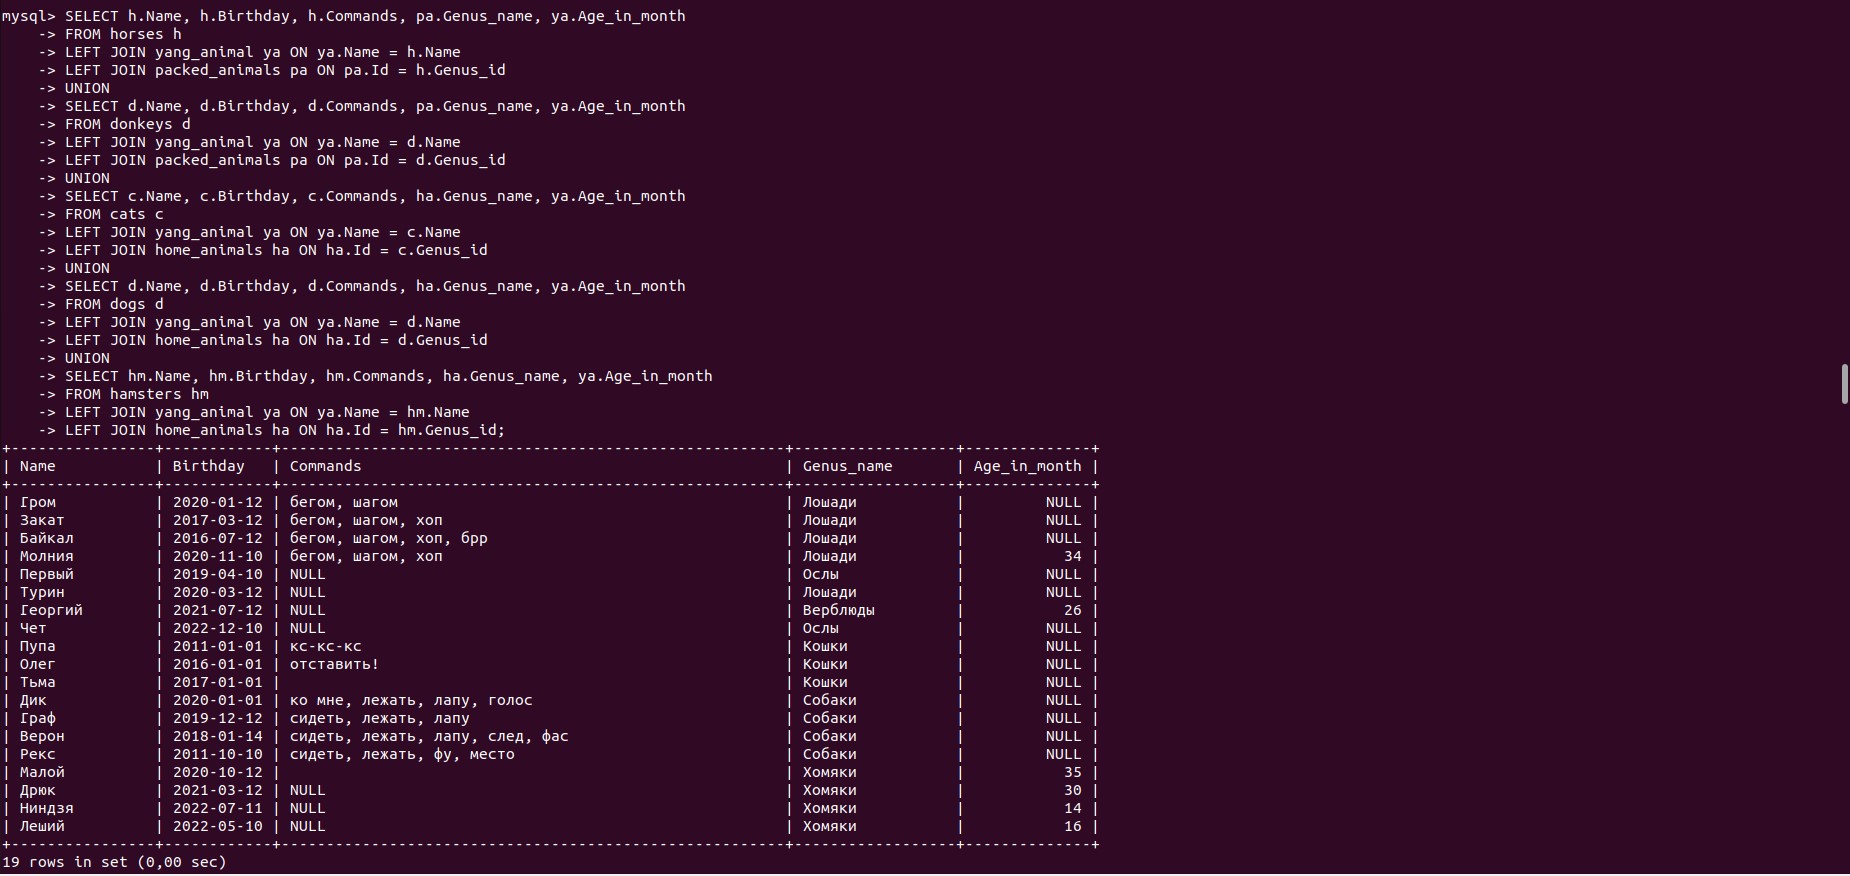 mysql> SELECT h.Name, h.Birthday, h.Commands, pa.Genus_name, ya.Age_in_month
    -> FROM horses h
    -> LEFT JOIN yang_animal ya ON ya.Name = h.Name
    -> LEFT JOIN packed_animals pa ON pa.Id = h.Genus_id
    -> UNION
    -> SELECT d.Name, d.Birthday, d.Commands, pa.Genus_name, ya.Age_in_month
    -> FROM donkeys d
    -> LEFT JOIN yang_animal ya ON ya.Name = d.Name
    -> LEFT JOIN packed_animals pa ON pa.Id = d.Genus_id
    -> UNION
    -> SELECT c.Name, c.Birthday, c.Commands, ha.Genus_name, ya.Age_in_month
    -> FROM cats c
    -> LEFT JOIN yang_animal ya ON ya.Name = c.Name
    -> LEFT JOIN home_animals ha ON ha.Id = c.Genus_id
    -> UNION
    -> SELECT d.Name, d.Birthday, d.Commands, ha.Genus_name, ya.Age_in_month
    -> FROM dogs d
    -> LEFT JOIN yang_animal ya ON ya.Name = d.Name
    -> LEFT JOIN home_animals ha ON ha.Id = d.Genus_id
    -> UNION
    -> SELECT hm.Name, hm.Birthday, hm.Commands, ha.Genus_name, ya.Age_in_month
    -> FROM hamsters hm
    -> LEFT JOIN yang_animal ya ON ya.Name = hm.Name
    -> LEFT JOIN home_animals ha ON ha.Id = hm.Genus_id;
+----------------+------------+--------------------------------------------------------+------------------+--------------+
| Name | Birthday | Commands | Genus_name | Age_in_month |
+----------------+------------+--------------------------------------------------------+------------------+--------------+
| Гром | 2020-01-12 | бегом, шагом | Лошади | NULL |
| Закат | 2017-03-12 | бегом, шагом, хоп | Лошади | NULL |
| Байкал | 2016-07-12 | бегом, шагом, хоп, брр | Лошади | NULL |
| Молния | 2020-11-10 | бегом, шагом, хоп | Лошади | 34 |
| Первый | 2019-04-10 | NULL | Ослы | NULL |
| Турин | 2020-03-12 | NULL | Лошади | NULL |
| Георгий | 2021-07-12 | NULL | Верблюды | 26 |
| Чет | 2022-12-10 | NULL | Ослы | NULL |
| Пупа | 2011-01-01 | кс-кс-кс | Кошки | NULL |
| Олег | 2016-01-01 | отставить! | Кошки | NULL |
| Тьма | 2017-01-01 | | Кошки | NULL |
| Дик | 2020-01-01 | ко мне, лежать, лапу, голос | Собаки | NULL |
| Граф | 2019-12-12 | сидеть, лежать, лапу | Собаки | NULL |
| Верон | 2018-01-14 | сидеть, лежать, лапу, след, фас | Собаки | NULL |
| Рекс | 2011-10-10 | сидеть, лежать, фу, место | Собаки | NULL |
| Малой | 2020-10-12 | | Хомяки | 35 |
| Дрюк | 2021-03-12 | NULL | Хомяки | 30 |
| Ниндзя | 2022-07-11 | NULL | Хомяки | 14 |
| Леший | 2022-05-10 | NULL | Хомяки | 16 |
+----------------+------------+--------------------------------------------------------+------------------+--------------+
19 rows in set (0,00 sec)